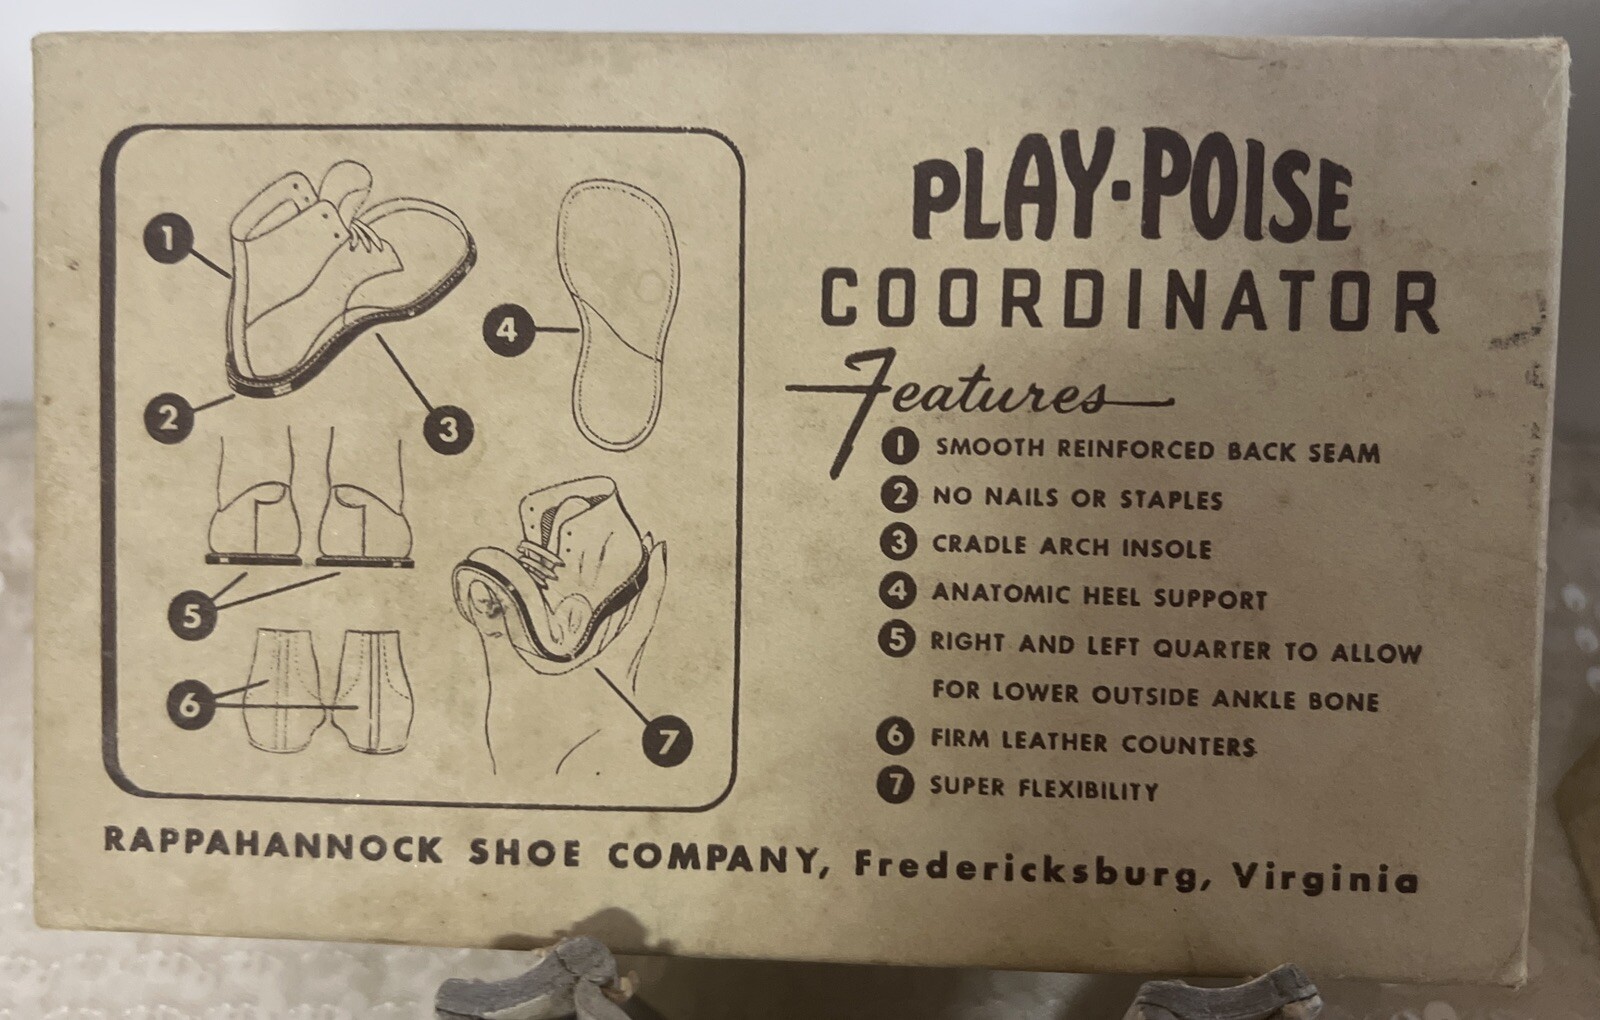 1
2
3
4
5
6
7
PLAY-POISE
COORDINATOR
Features
1 SMOOTH REINFORCED BACK SEAM
2 NO NAILS OR STAPLES
3 CRADLE ARCH INSOLE
4 ANATOMIC HEEL SUPPORT
5 RIGHT AND LEFT QUARTER TO ALLOW
FOR LOWER OUTSIDE ANKLE BONE
6 FIRM LEATHER COUNTERS
7 SUPER FLEXIBILITY
RAPPAHANNOCK SHOE COMPANY, Fredericksburg, Virginia